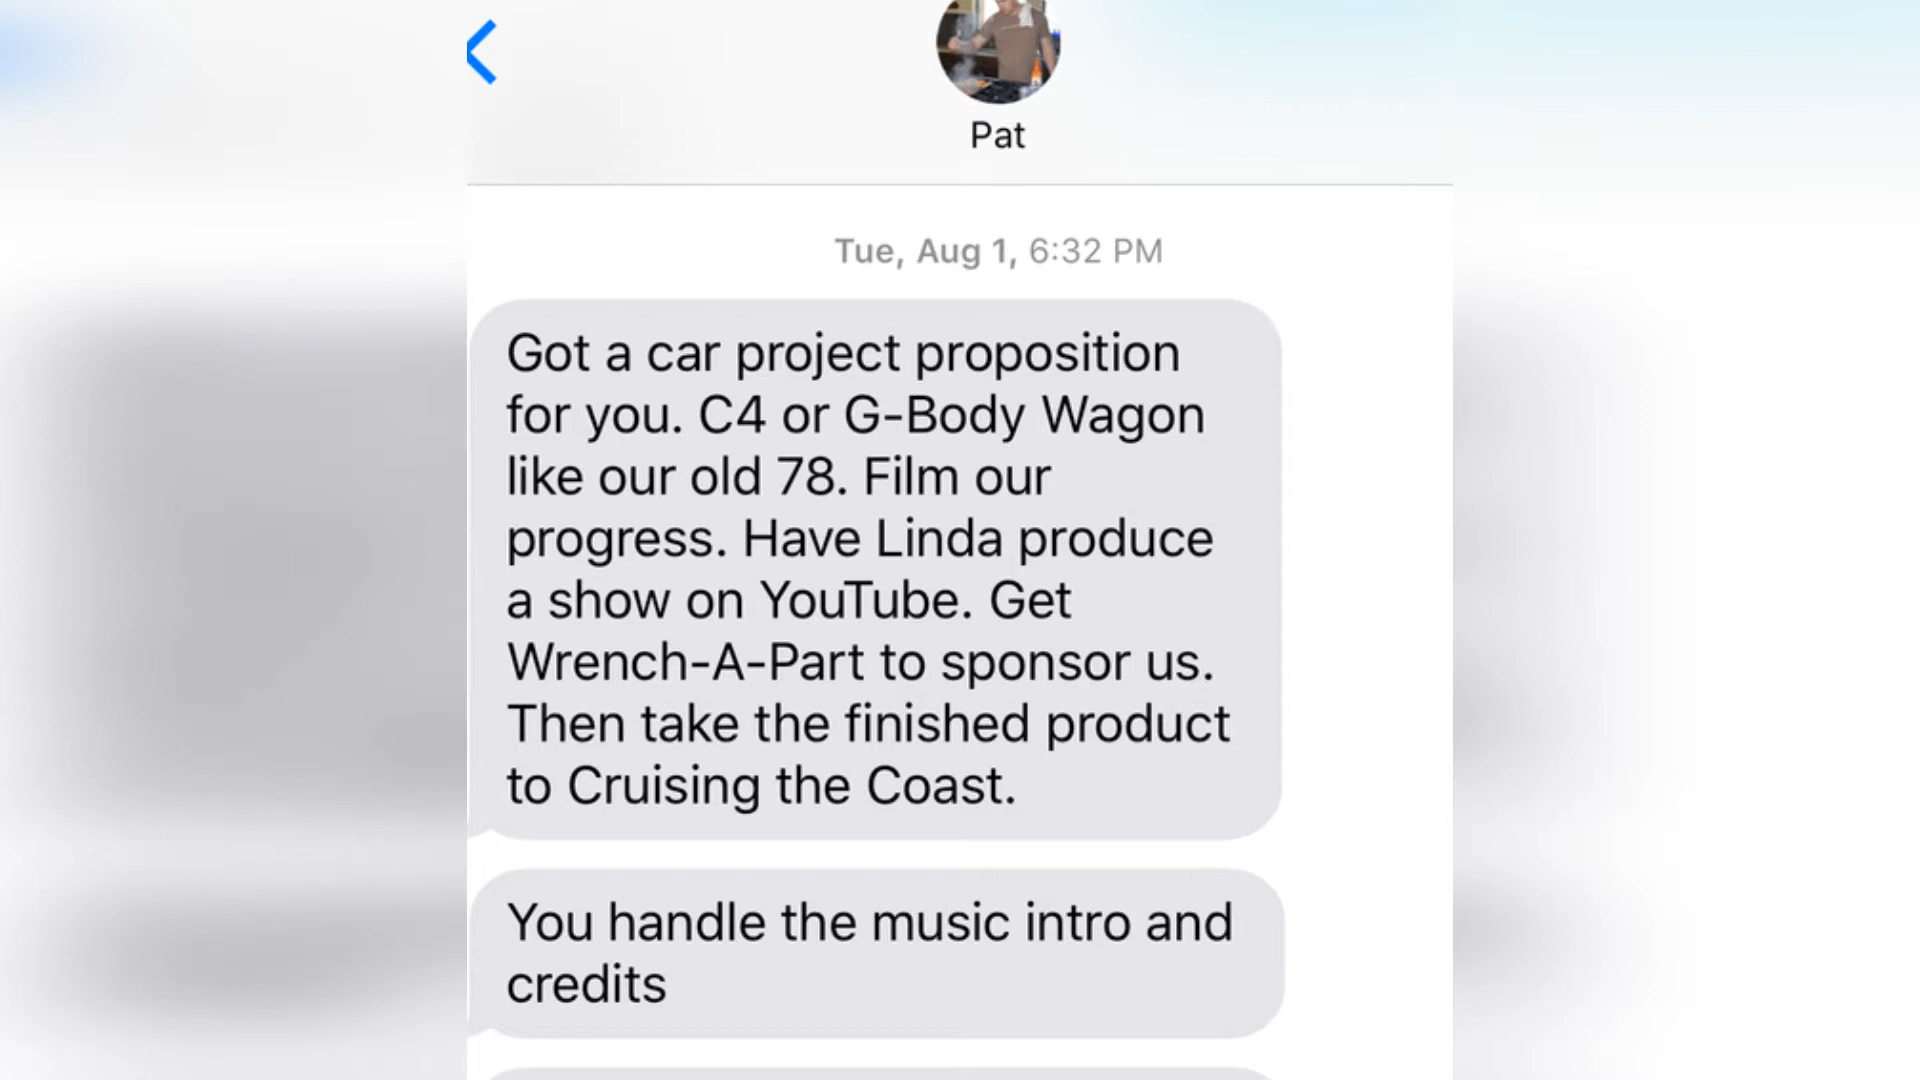 Pat
Tue, Aug 1, 6:32 PM
Got a car project proposition
for you. C4 or G-Body Wagon
like our old 78. Film our
progress. Have Linda produce
a show on YouTube. Get
Wrench-A-Part to sponsor us.
Then take the finished product
to Cruising the Coast.
You handle the music intro and
credits